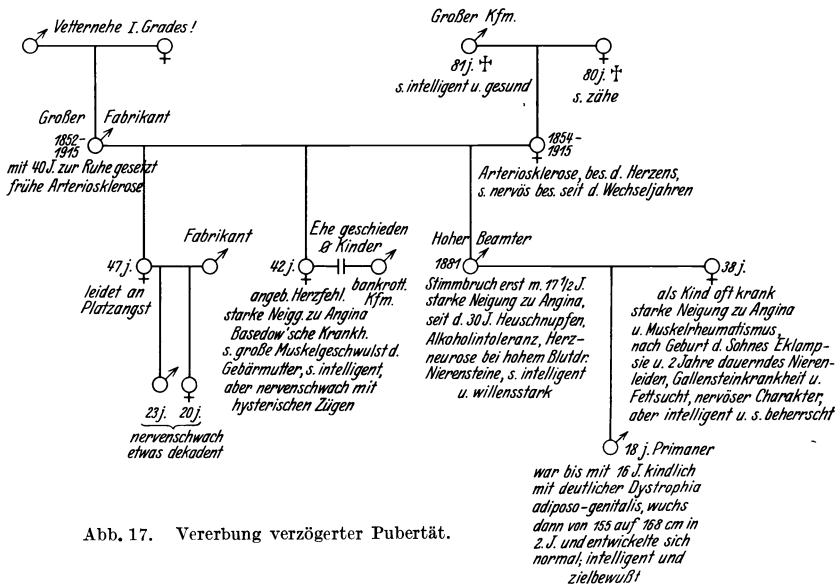 Vetternehe I. Grades!
Großer Kfm.
81 j. ☩
s. intelligent u. gesund
80 j. ☩
s. zähe
Großer Fabrikant
1852-
1915
mit 40 J. zur Ruhe gesetzt
frühe Arteriosklerose
1854-
1915
Arteriosklerose, bes. d. Herzens,
s. nervös bes. seit d. Wechseljahren
47 j.
leidet an
Platzangst
Fabrikant
23 j. 20 j.
nervenschwach
etwas dekadent
Ehe geschieden
Ø Kinder
42 j.
bankrott.
Kfm.
angeb. Herzfehl.
starke Neigg. zu Angina
Basedow'sche Krankh.
s. große Muskelgeschwulst d.
Gebärmutter, s. intelligent,
aber nervenschwach mit
hysterischen Zügen
Hoher Beamter
1881
Stimmbruch erst m. 17 1/2 J.
starke Neigung zu Angina,
seit d. 30 J. Heuschnupfen,
Alkoholintoleranz, Herz-
neurose bei hohem Blutdr.
Nierensteine, s. intelligent
u. willensstark
38 j.
als Kind oft krank
starke Neigung zu Angina
u. Muskelrheumatismus,
nach Geburt d. Sohnes Eklamp-
sie u. 2 Jahre dauerndes Nieren-
leiden, Gallensteinkrankheit u.
Fettsucht, nervöser Charakter,
aber intelligent u. s. beherrscht
18 j. Primaner
war bis mit 16 J. kindlich
mit deutlicher Dystrophia
adiposo-genitalis, wuchs
dann von 155 auf 168 cm in
2. J. und entwickelte sich
normal, intelligent und
zielbewußt
Abb. 17. Vererbung verzögerter Pubertät.